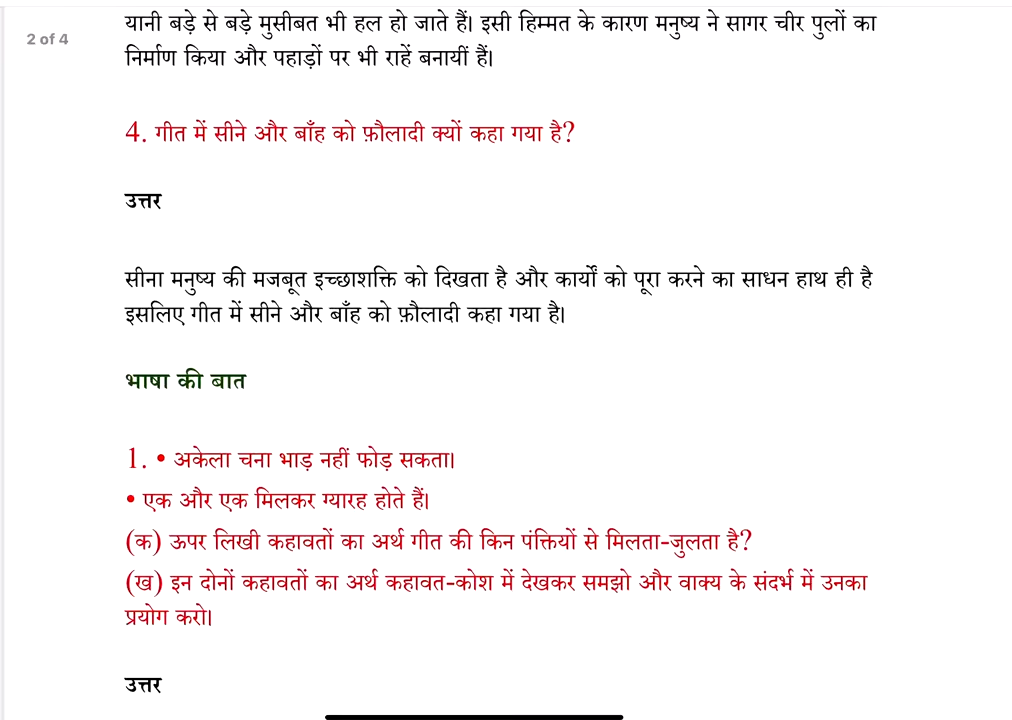 यानी बड़े से बड़े मुसीबत भी हल हो जाते हैं। इसी हिम्मत के कारण मनुष्य ने सागर चीर पुलों का
2 of 4
निर्माण किया और पहाड़ों पर भी राहें बनायीं हैं।
4. गीत में सीने और बाँह को फ़ौलादी क्यों कहा गया है?
उत्तर
सीना मनुष्य की मजबूत इच्छाशक्ति को दिखता है और कार्यों को पूरा करने का साधन हाथ ही है
इसलिए गीत में सीने और बाँह को फ़ौलादी कहा गया है।
भाषा की बात
1. • अकेला चना भाड़ नहीं फोड़ सकता।
• एक और एक मिलकर ग्यारह होते हैं।
(क) ऊपर लिखी कहावतों का अर्थ गीत की किन पंक्तियों से मिलता-जुलता है?
(ख) इन दोनों कहावतों का अर्थ कहावत-कोश में देखकर समझो और वाक्य के संदर्भ में उनका
प्रयोग करो।
उत्तर